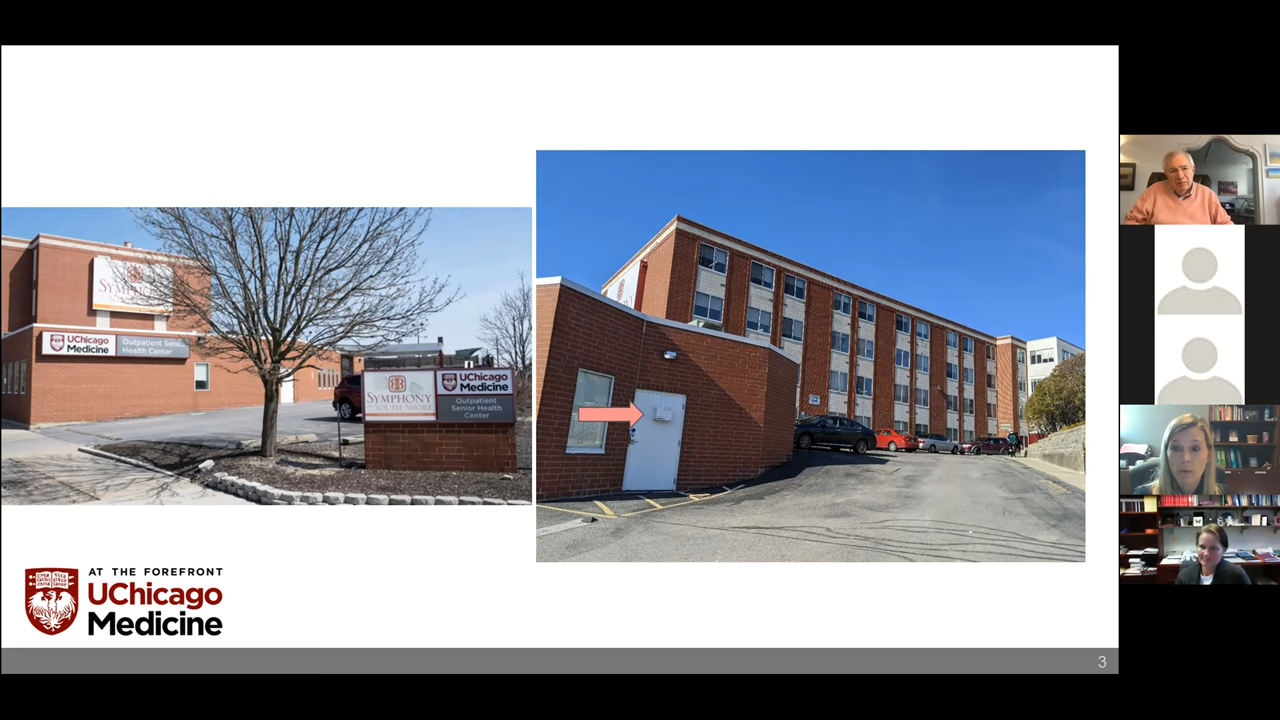 SYMPHONY
UChicago
Medicine
Outpatient Senior
Health Center
SYMPHONY
OF SOUTH SHORE
UChicago
Medicine
Outpatient
Senior Health
Center
AT THE FOREFRONT
UChicago
Medicine
3